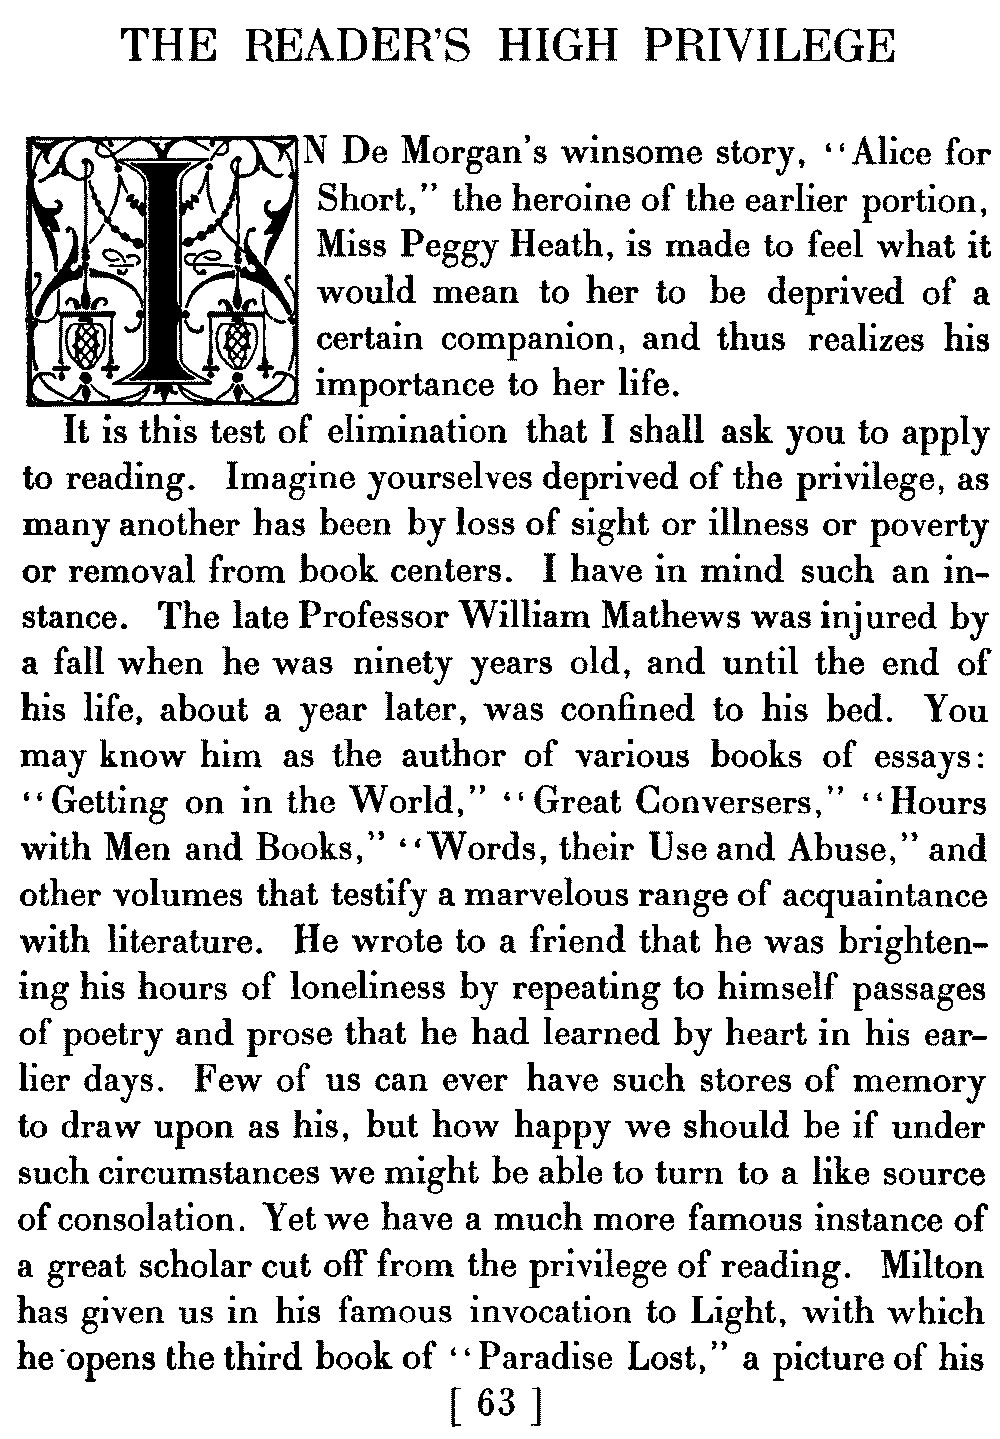 THE READER'S HIGH PRIVILEGE
IN De Morgan's winsome story, "Alice for
Short," the heroine of the earlier portion,
Miss Peggy Heath, is made to feel what it
would mean to her to be deprived of a
certain companion, and thus realizes his
importance to her life.
It is this test of elimination that I shall ask you to apply
to reading. Imagine yourselves deprived of the privilege, as
many another has been by loss of sight or illness or poverty
or removal from book centers. I have in mind such an in-
stance. The late Professor William Mathews was injured by
a fall when he was ninety years old, and until the end of
his life, about a year later, was confined to his bed. You
may know him as the author of various books of essays:
"Getting on in the World," "Great Conversers," "Hours
with Men and Books," "Words, their Use and Abuse," and
other volumes that testify a marvelous range of acquaintance
with literature. He wrote to a friend that he was brighten-
ing his hours of loneliness by repeating to himself passages
of poetry and prose that he had learned by heart in his ear-
lier days. Few of us can ever have such stores of memory
to draw upon as his, but how happy we should be if under
such circumstances we might be able to turn to a like source
of consolation. Yet we have a much more famous instance of
a great scholar cut off from the privilege of reading. Milton
has given us in his famous invocation to Light, with which
he opens the third book of "Paradise Lost," a picture of his
[ 63 ]